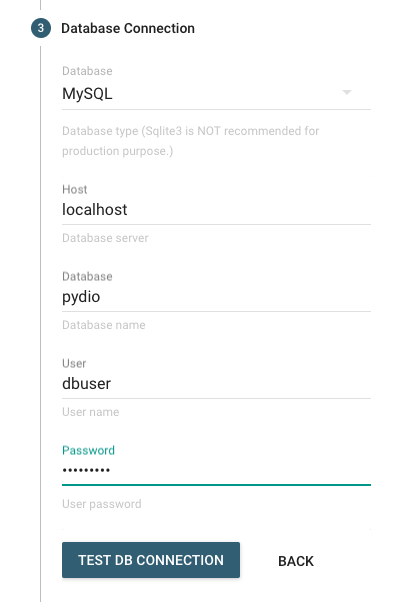 3 Database Connection
Database
MySQL
Database type (Sqlite3 is NOT recommended for
production purpose.)
Host
localhost
Database server
Database
pydio
Database name
User
dbuser
User name
Password
•••••••••
User password
TEST DB CONNECTION BACK